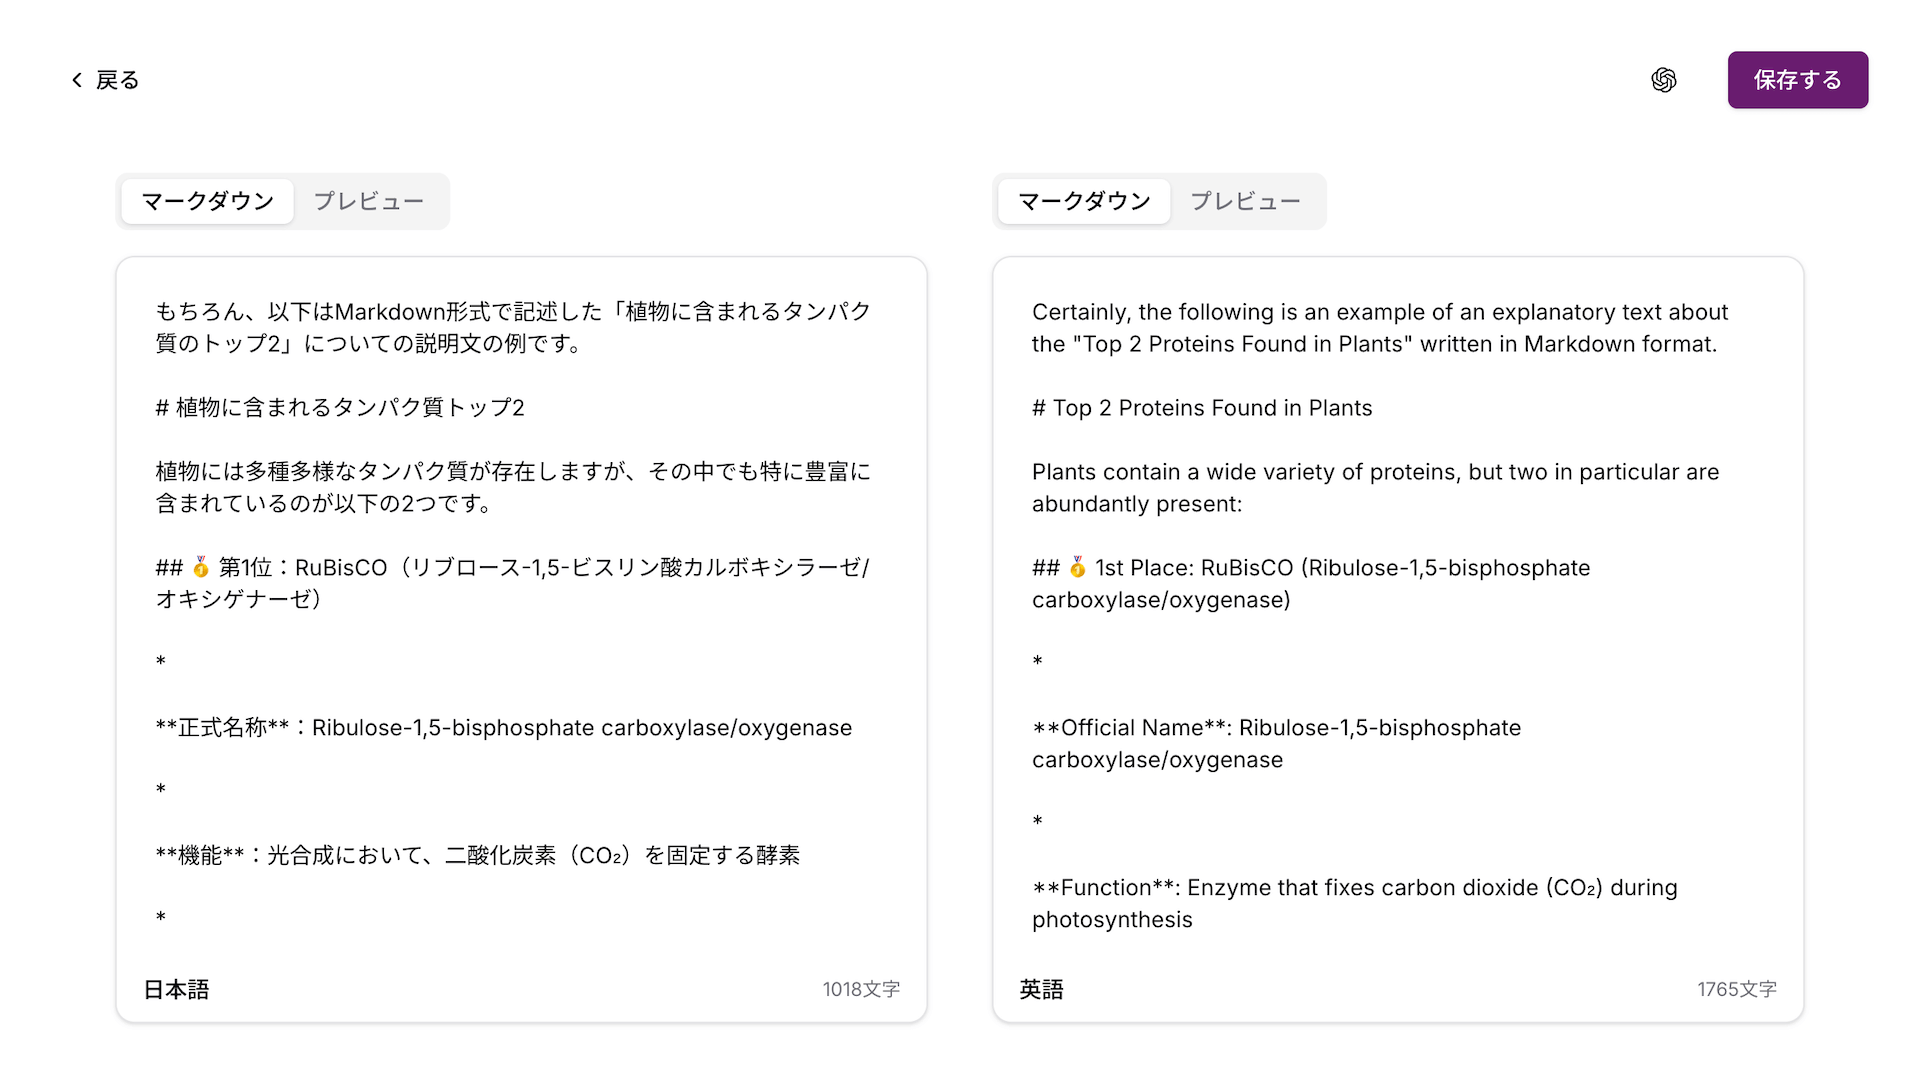 戻る
保存する
マークダウン
プレビュー
もちろん、以下はMarkdown形式で記述した「植物に含まれるタンパク
質のトップ2」についての説明文の例です。
# 植物に含まれるタンパク質トップ2
植物には多種多様なタンパク質が存在しますが、その中でも特に豊富に
含まれているのが以下の2つです。
## 🥇 第1位：RuBisCO（リブロース-1,5-ビスリン酸カルボキシラーゼ/
オキシゲナーゼ）
*
**正式名称**：Ribulose-1,5-bisphosphate carboxylase/oxygenase
*
**機能**：光合成において、二酸化炭素（CO₂）を固定する酵素
*
日本語
1018文字
マークダウン
プレビュー
Certainly, the following is an example of an explanatory text about
the "Top 2 Proteins Found in Plants" written in Markdown format.
# Top 2 Proteins Found in Plants
Plants contain a wide variety of proteins, but two in particular are
abundantly present:
## 🥇 1st Place: RuBisCO (Ribulose-1,5-bisphosphate
carboxylase/oxygenase)
*
**Official Name**: Ribulose-1,5-bisphosphate
carboxylase/oxygenase
*
**Function**: Enzyme that fixes carbon dioxide (CO₂) during
photosynthesis
英語
1765文字